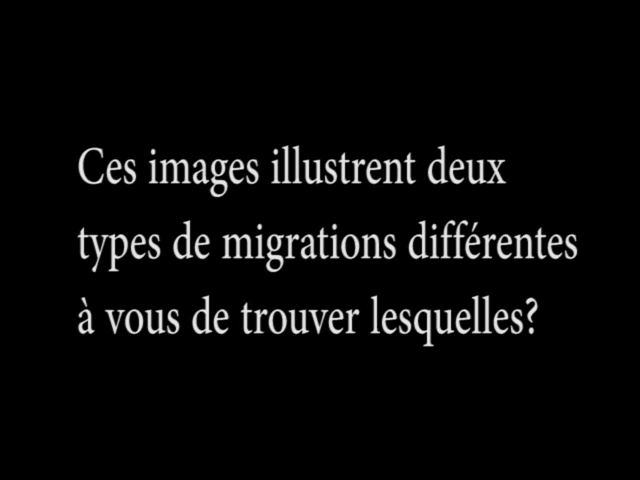 Ces images illustrent deux
types de migrations différentes
à vous de trouver lesquelles?